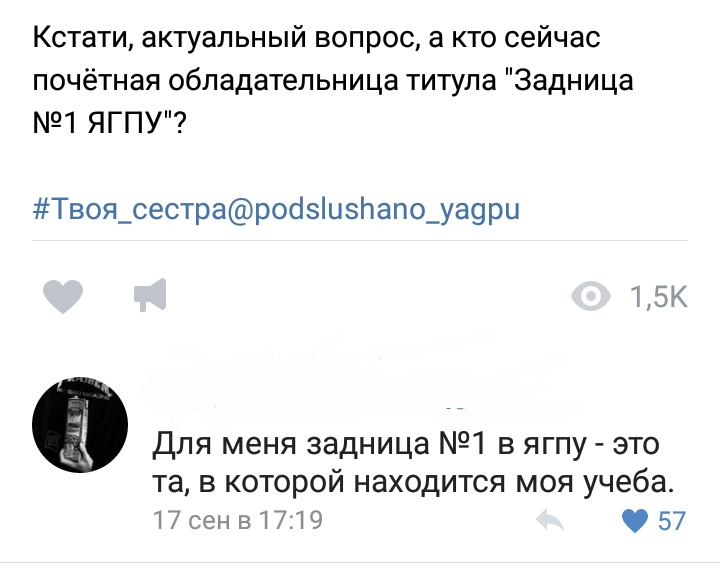 Кстати, актуальный вопрос, а кто сейчас
почётная обладательница титула "Задница
№1 ЯГПУ"?
#Твоя_сестра@podslushano_yagpu
1,5K
Для меня задница №1 в ягпу - это
та, в которой находится моя учеба.
17 сен в 17:19
57